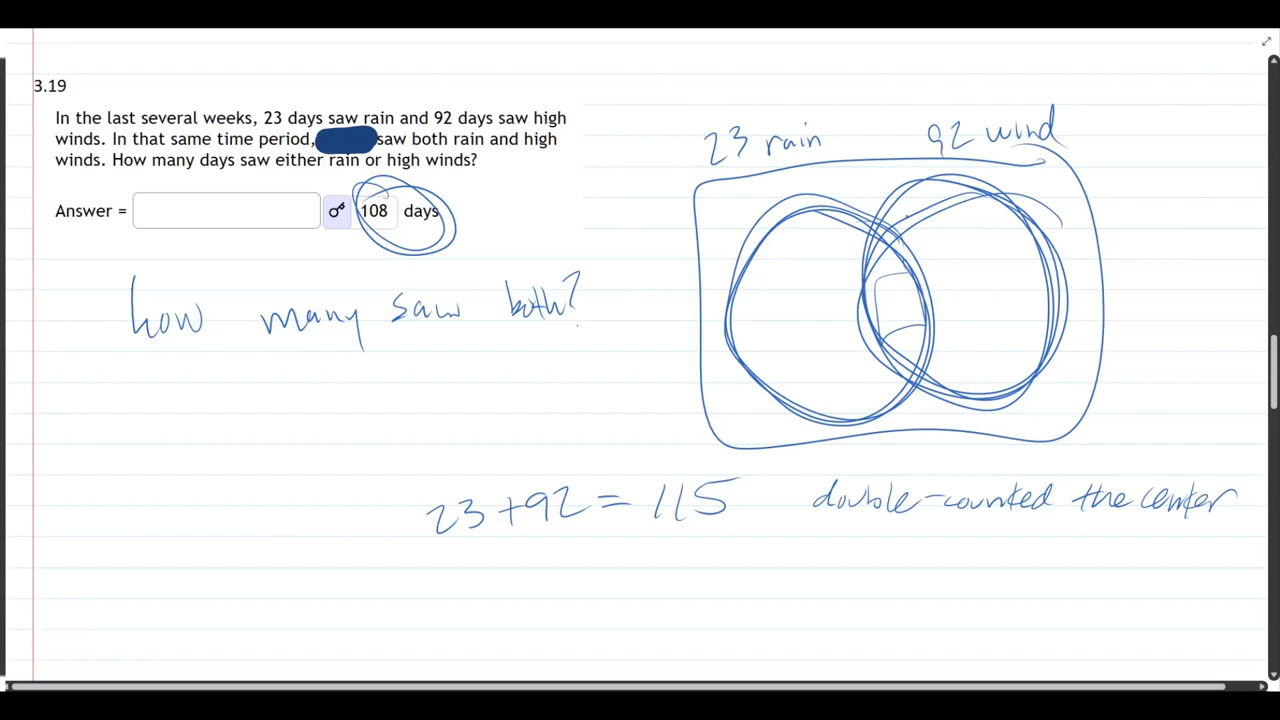 3.19
In the last several weeks, 23 days saw rain and 92 days saw high
winds. In that same time period, saw both rain and high
winds. How many days saw either rain or high winds?
Answer = 108 days
how many saw both?
23 rain 92 wind
23+92 = 115 double-counted the center